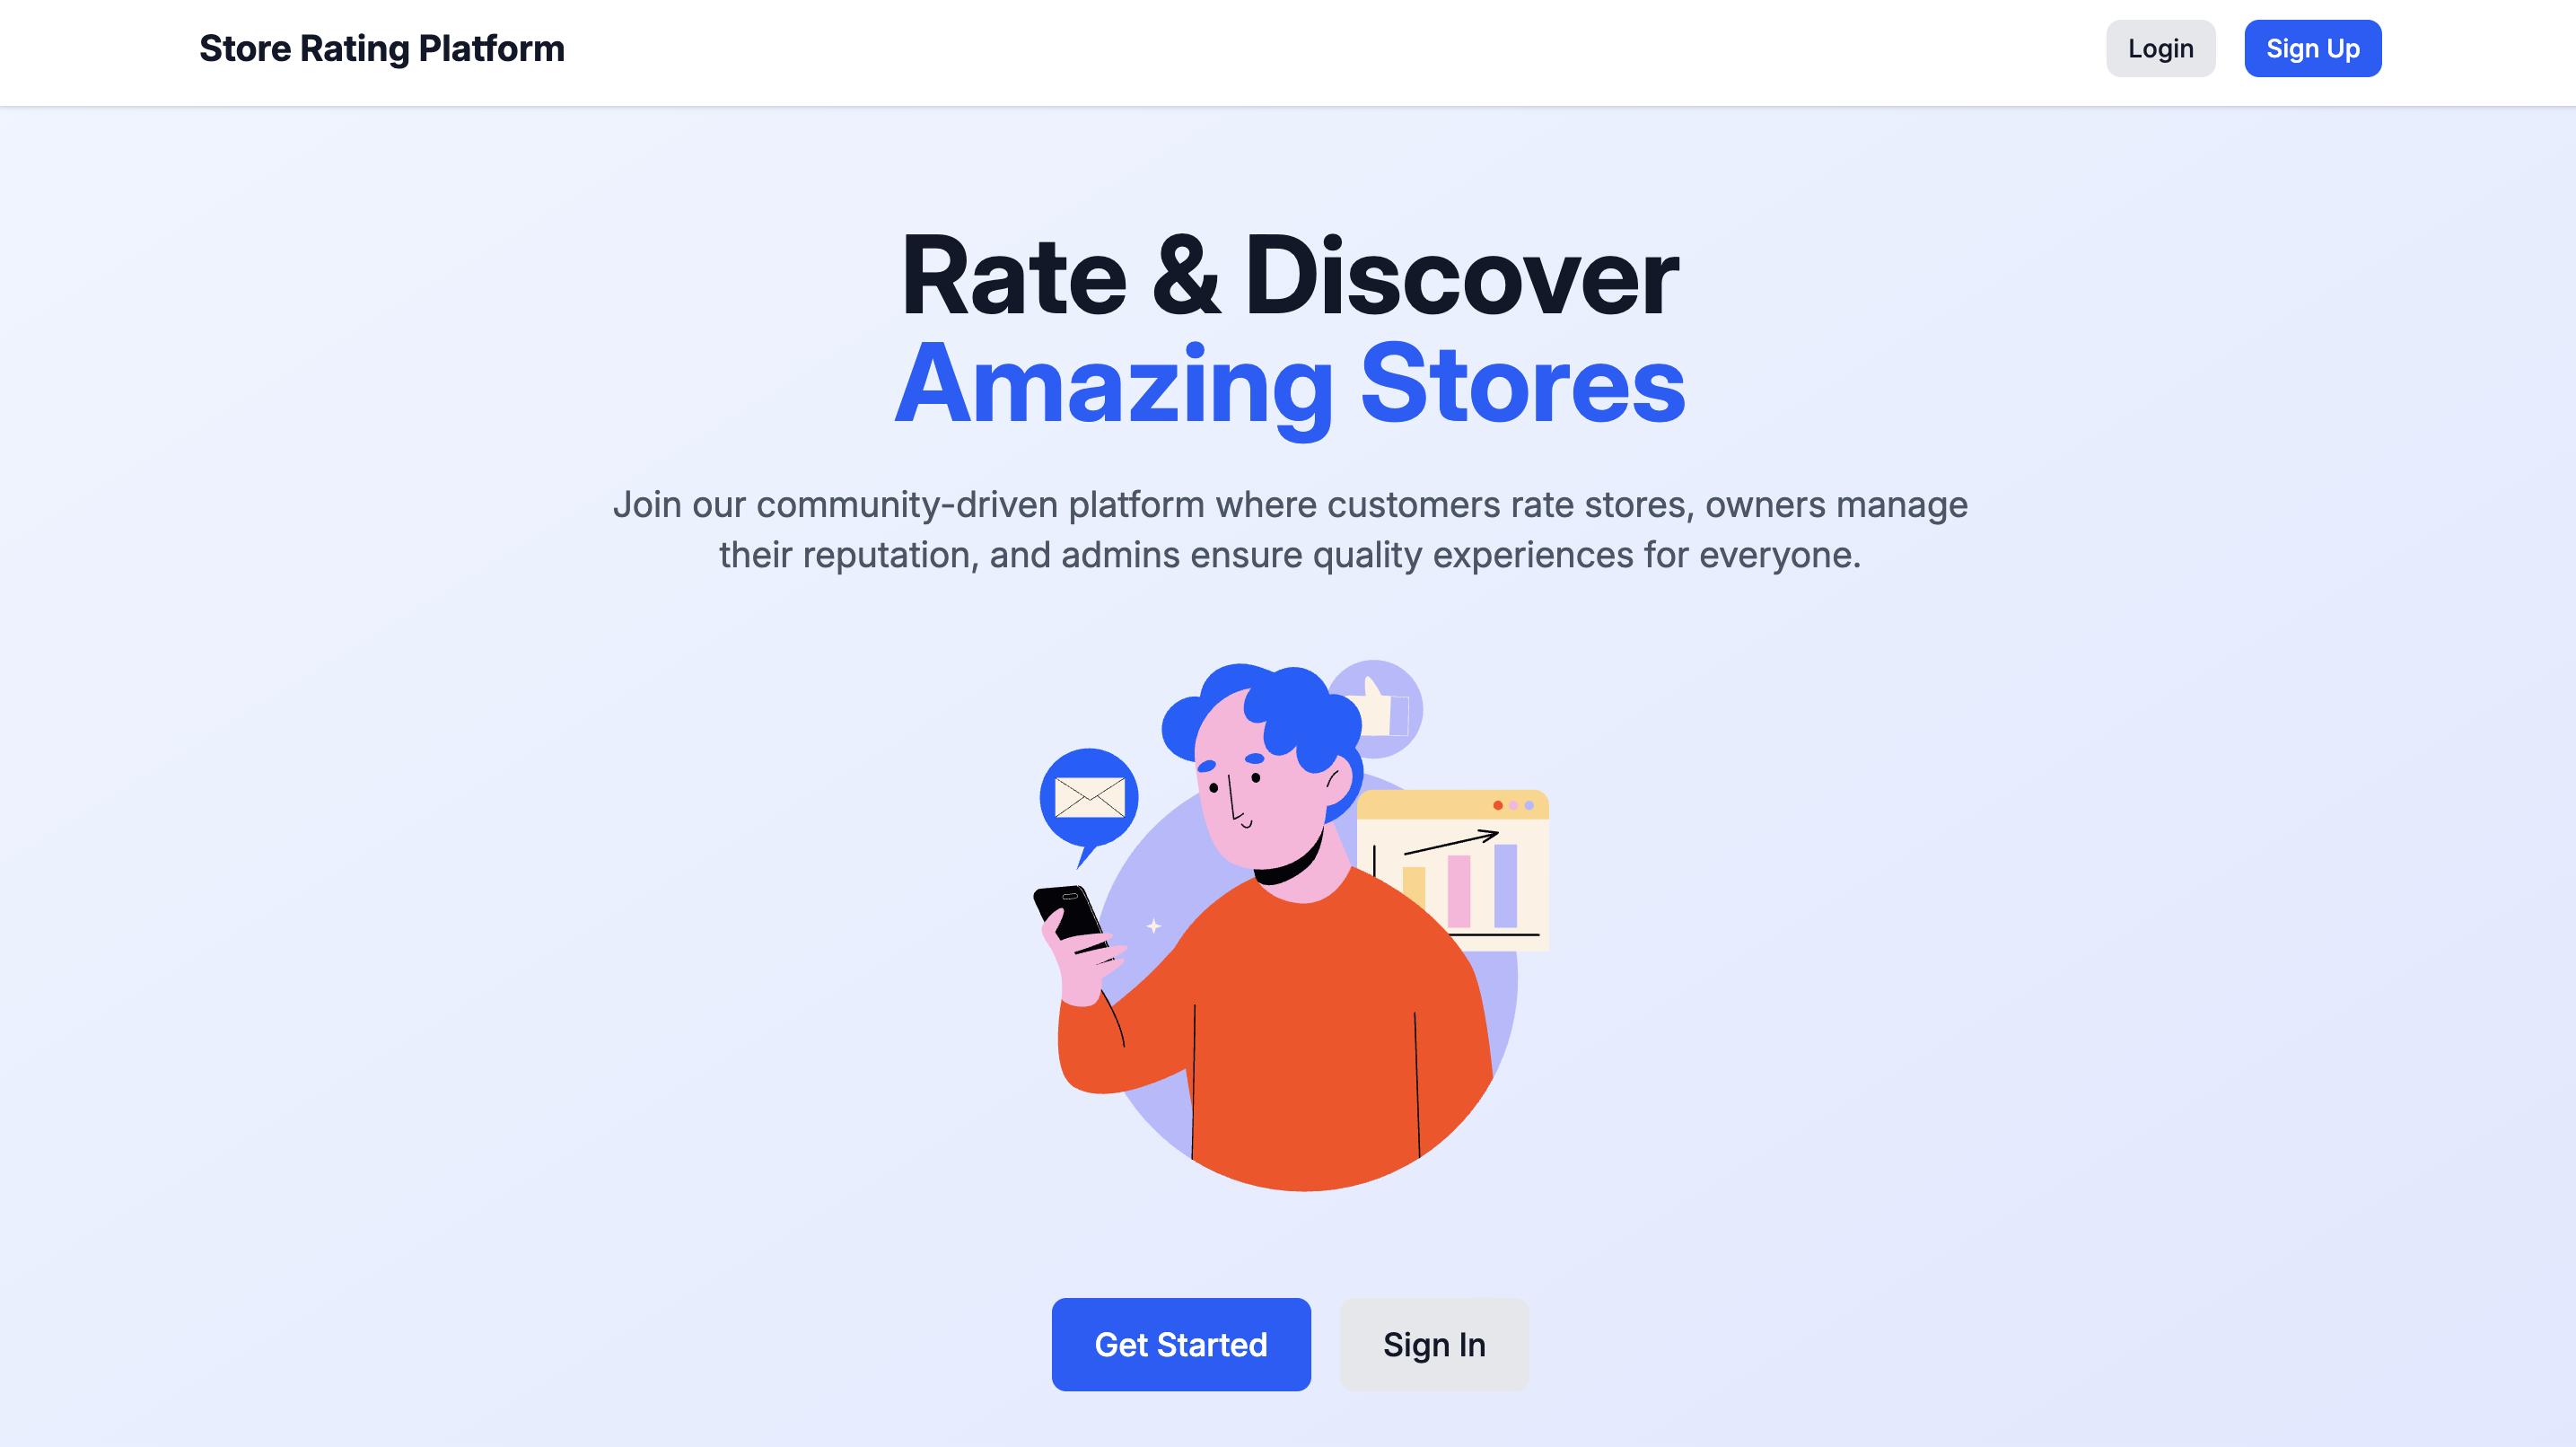 Store Rating Platform
Login
Sign Up
Rate & Discover
Amazing Stores
Join our community-driven platform where customers rate stores, owners manage
their reputation, and admins ensure quality experiences for everyone.
Get Started
Sign In